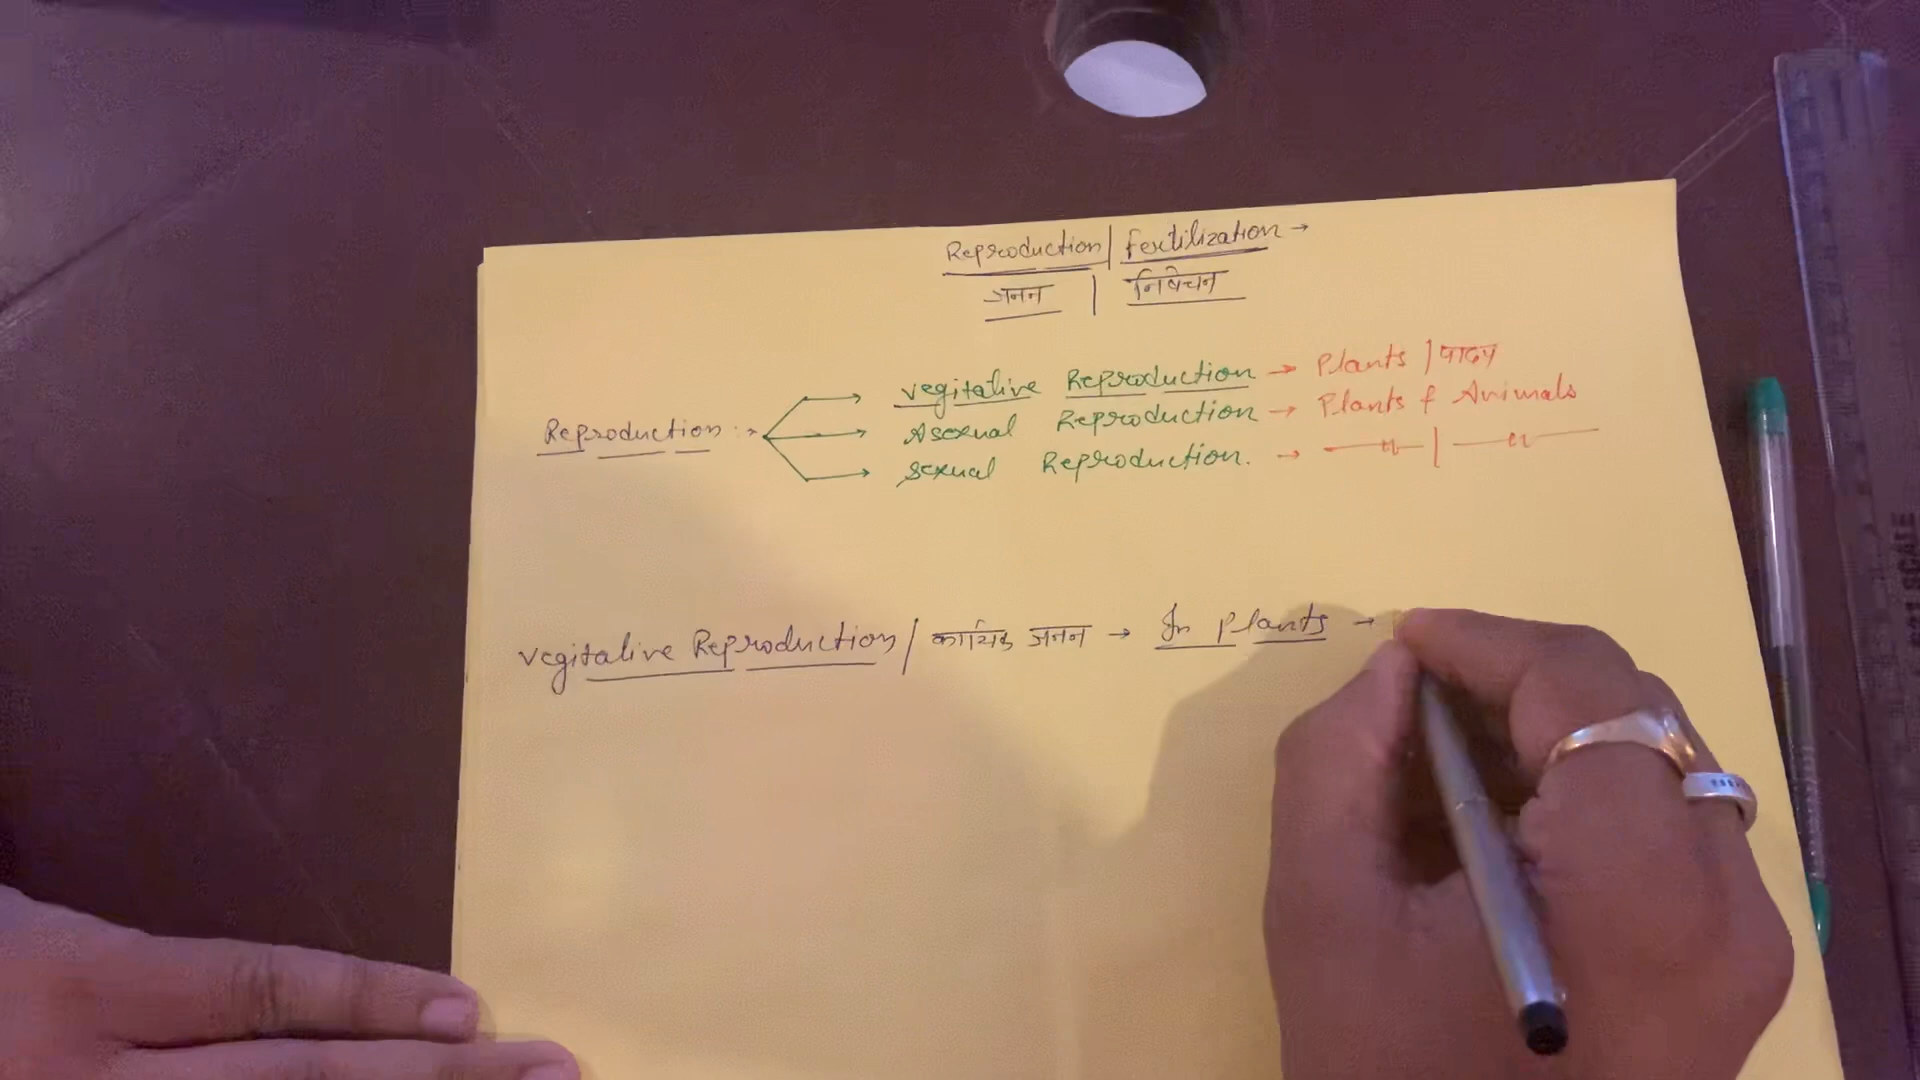 Reproduction | fertilization →
जनन | निषेचन
vegitative Reproduction → Plants | पादप
Reproduction :→ Asexual Reproduction → Plants & Animals
Sexual Reproduction. → —〃— | —〃—
vegitative Reproduction / कायिक जनन → In plants →
SCALE